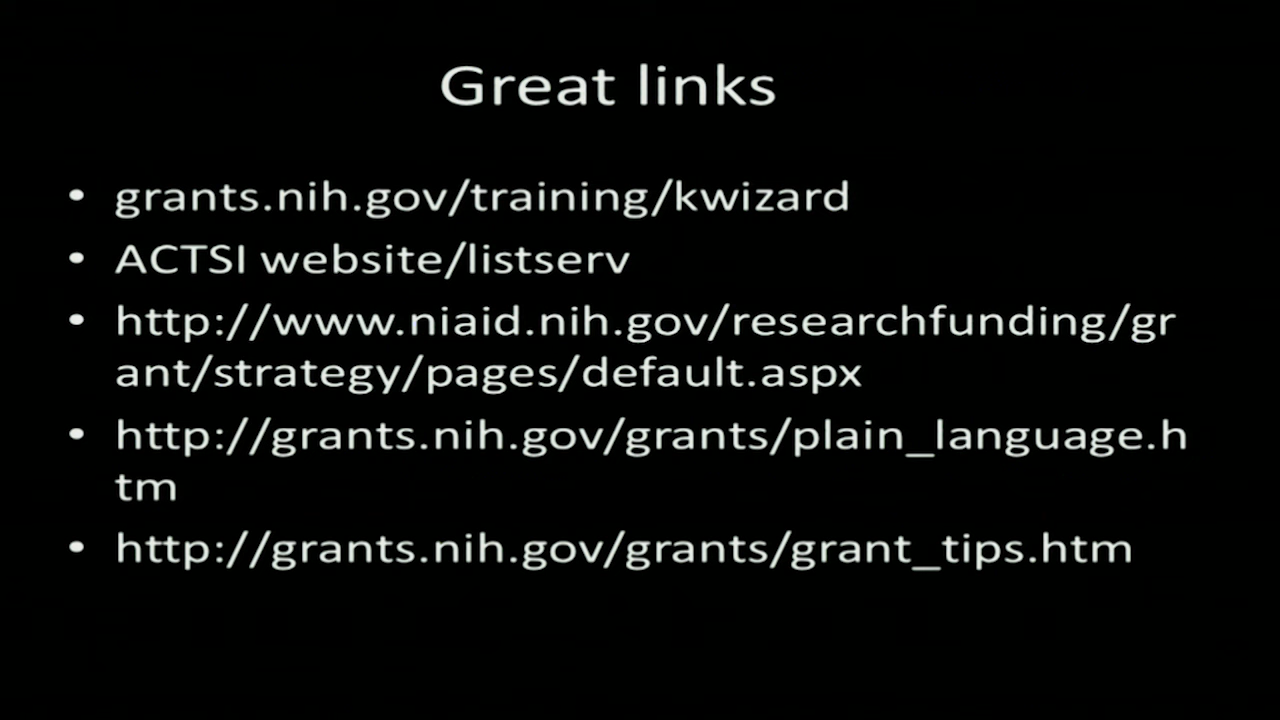 Great links
• grants.nih.gov/training/kwizard
• ACTSI website/listserv
• http://www.niaid.nih.gov/researchfunding/gr
ant/strategy/pages/default.aspx
• http://grants.nih.gov/grants/plain_language.h
tm
• http://grants.nih.gov/grants/grant_tips.htm